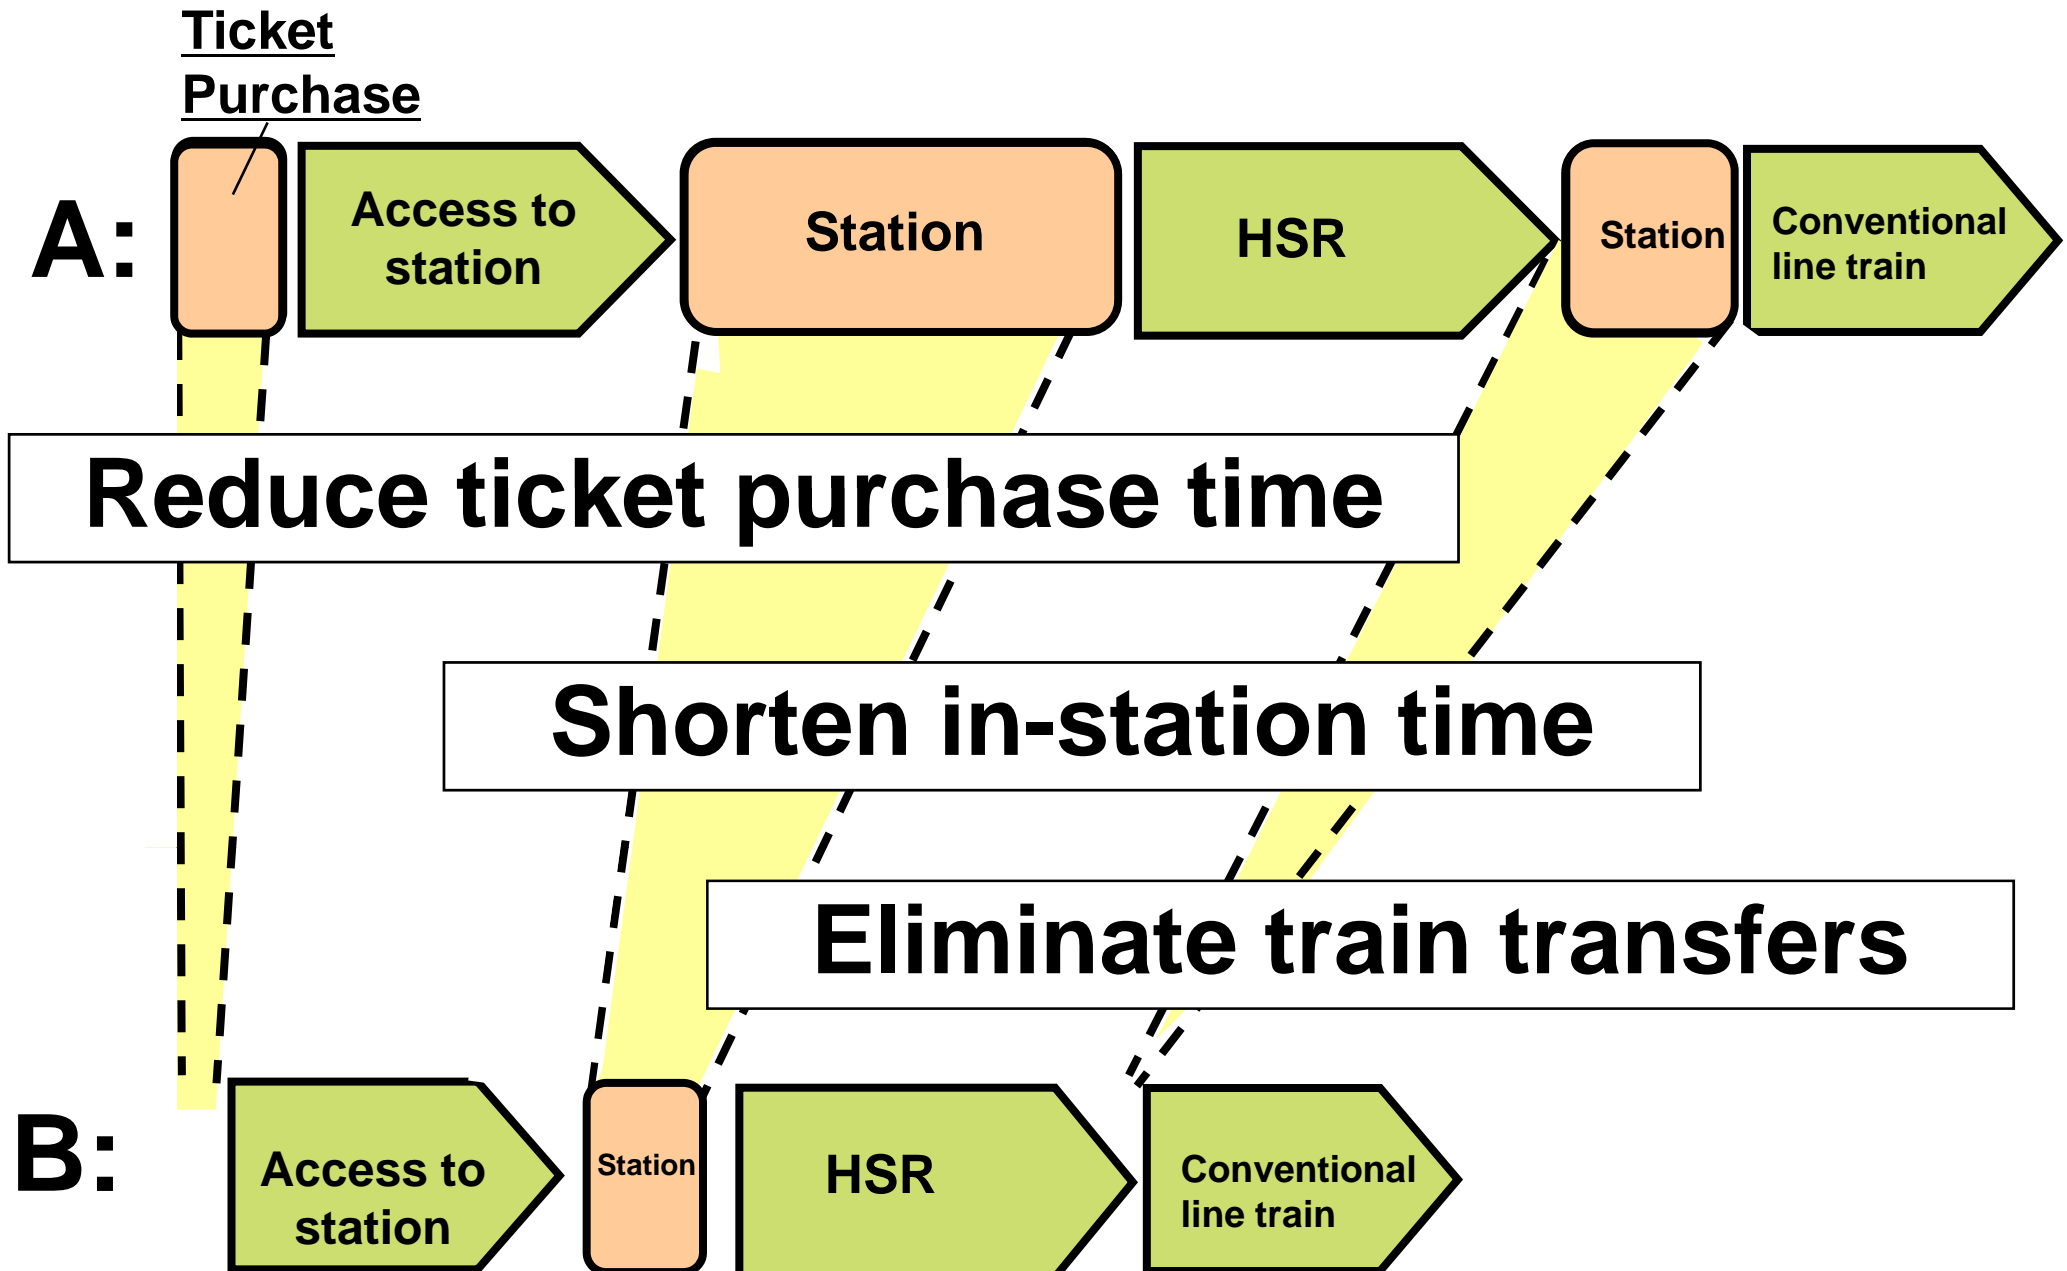 Ticket
Purchase
A:
Access to
station
Station
HSR
Station
Conventional
line train
Reduce ticket purchase time
Shorten in-station time
Eliminate train transfers
B:
Access to
station
Station
HSR
Conventional
line train